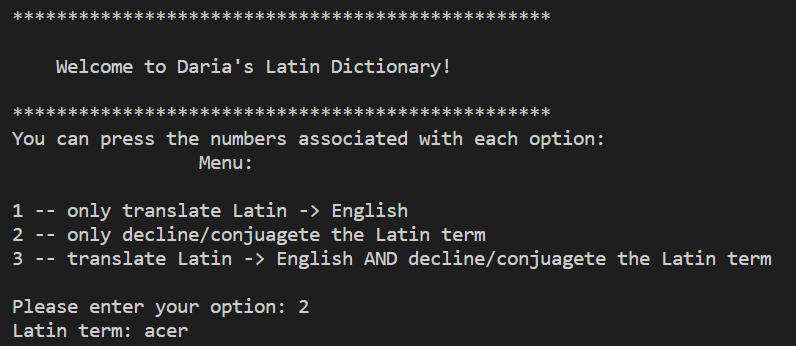 *************************************************
Welcome to Daria's Latin Dictionary!
*************************************************
You can press the numbers associated with each option:
Menu:
1 -- only translate Latin -> English
2 -- only decline/conjuagete the Latin term
3 -- translate Latin -> English AND decline/conjuagete the Latin term
Please enter your option: 2
Latin term: acer